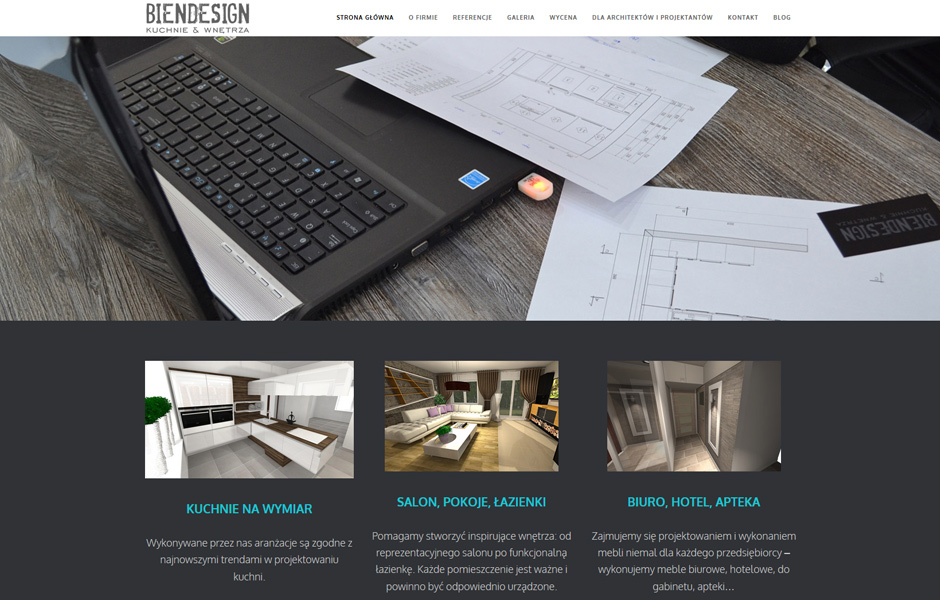 BIENDESIGN
KUCHNIE & WNĘTRZA
STRONA GŁÓWNA O FIRMIE REFERENCJE GALERIA WYCENA DLA ARCHITEKTÓW I PROJEKTANTÓW KONTAKT BLOG
BIENDESIGN
KUCHNIE & WNĘTRZA
KUCHNIE NA WYMIAR
Wykonywane przez nas aranżacje są zgodne z
najnowszymi trendami w projektowaniu
kuchni.
SALON, POKOJE, ŁAZIENKI
Pomagamy stworzyć inspirujące wnętrza: od
reprezentacyjnego salonu po funkcjonalną
łazienkę. Każde pomieszczenie jest ważne i
powinno być odpowiednio urządzone.
BIURO, HOTEL, APTEKA
Zajmujemy się projektowaniem i wykonaniem
mebli niemal dla każdego przedsiębiorcy –
wykonujemy meble biurowe, hotelowe, do
gabinetu, apteki…